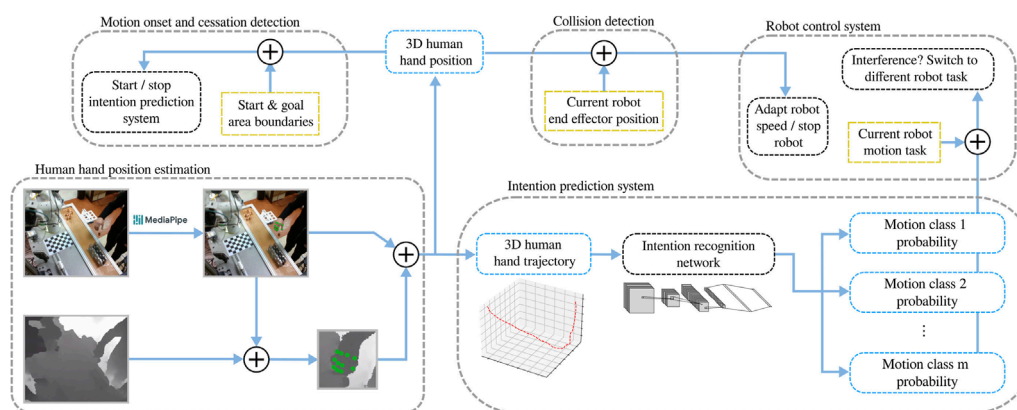 Motion onset and cessation detection
Start / stop
intention prediction
system
Start & goal
area boundaries
3D human
hand position
Collision detection
Current robot
end effector position
Robot control system
Interference? Switch to
different robot task
Adapt robot
speed / stop
robot
Current robot
motion task
Human hand position estimation
MediaPipe
Intention prediction system
3D human
hand trajectory
Intention recognition
network
Motion class 1
probability
Motion class 2
probability
⋮
Motion class m
probability